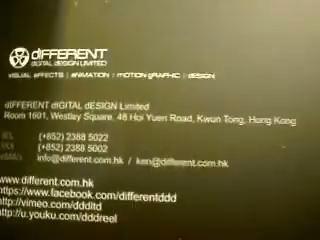 dIFFERENT
dIGITAL dESIGN LIMITED
VISUAL eFFECTS | aNIMATION / mOTION gRAPHIC | dESIGN
dIFFERENT dIGITAL dESIGN Limited
Room 1601, Westley Square, 48 Hoi Yuen Road, Kwun Tong, Hong Kong
(+852) 2388 5022
(+852) 2388 5002
info@different.com.hk / ken@different.com.hk
www.different.com.hk
https://www.facebook.com/differentddd
http://vimeo.com/dddltd
http://u.youku.com/dddreel